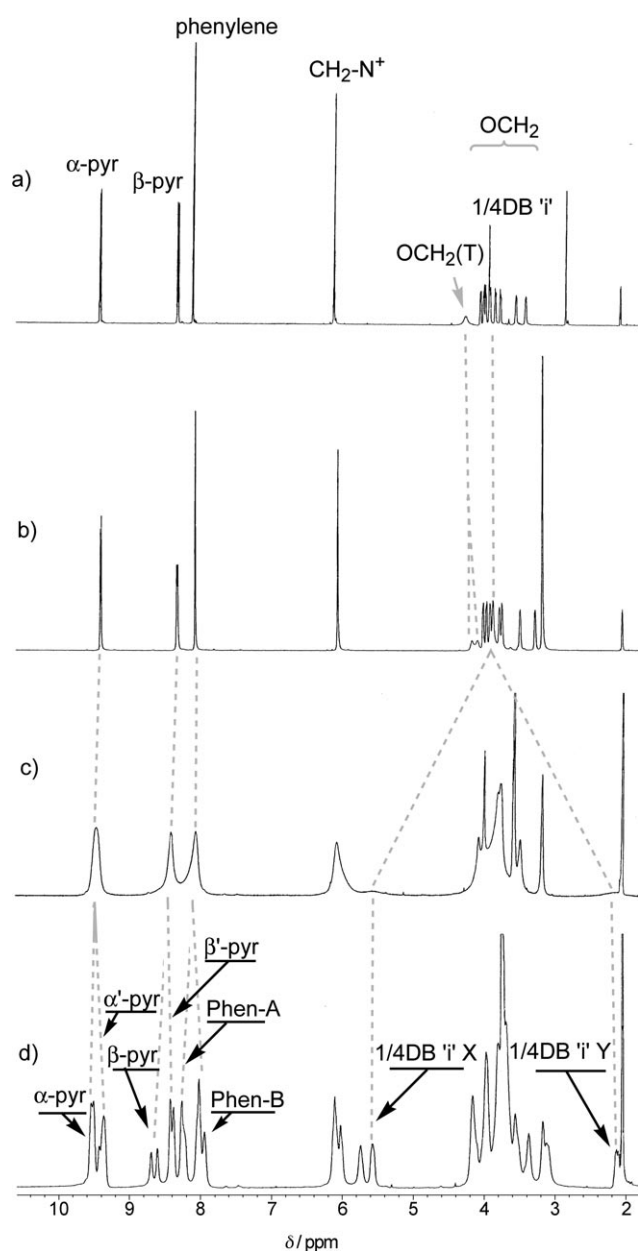 phenylene
CH₂-N⁺
OCH₂
α-pyr
β-pyr
a)
1/4DB 'i'
OCH₂(T)
b)
c)
β'-pyr
α'-pyr
Phen-A
β-pyr
1/4DB 'i' X
1/4DB 'i' Y
α-pyr
Phen-B
d)
10 9 8 7 6 5 4 3 2
δ / ppm